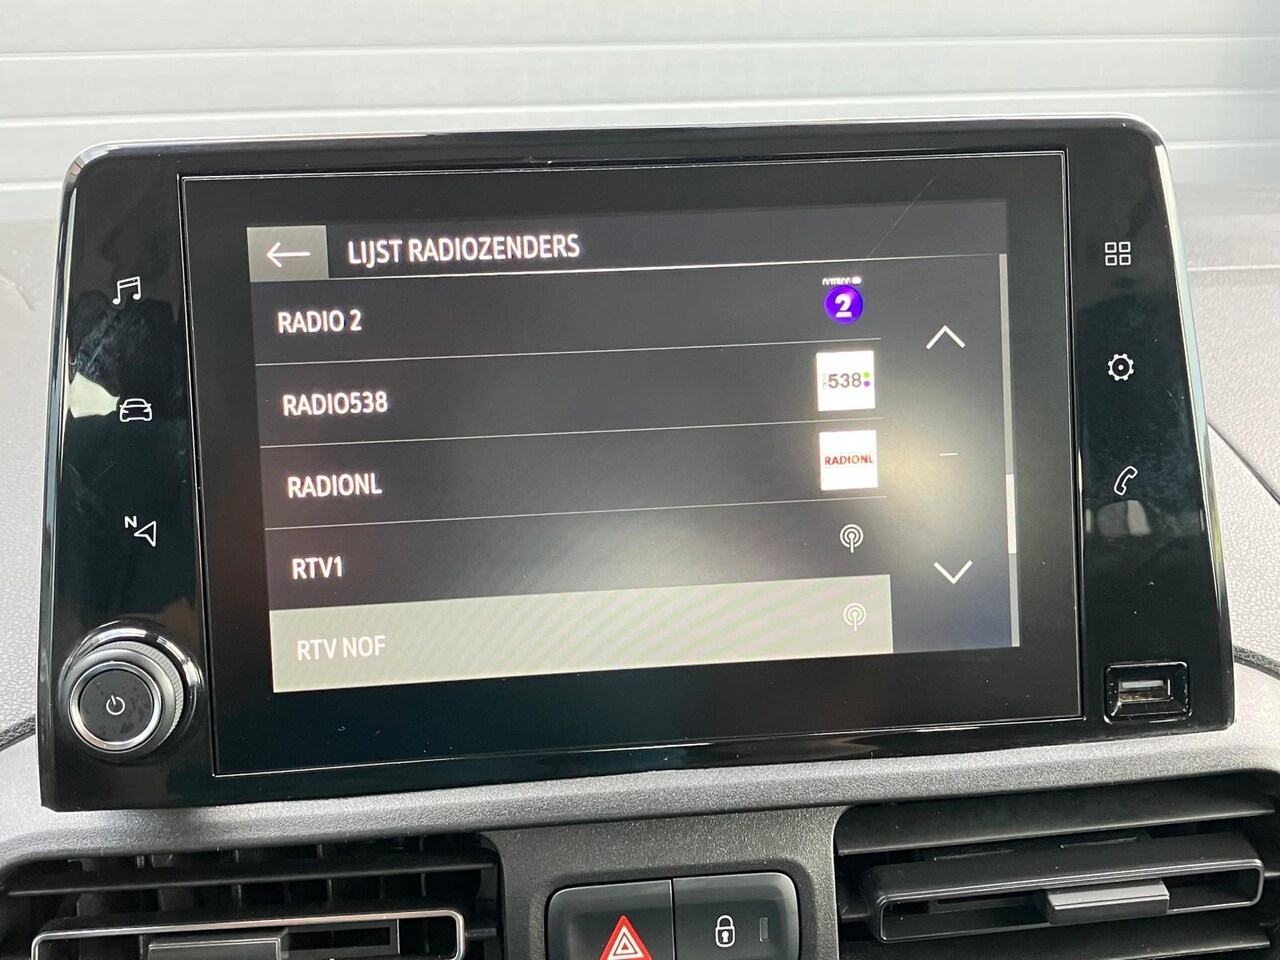 LIJST RADIOZENDERS
RADIO 2
2
RADIO538
538
RADIONL
RADIONL
RTV1
RTV NOF
N